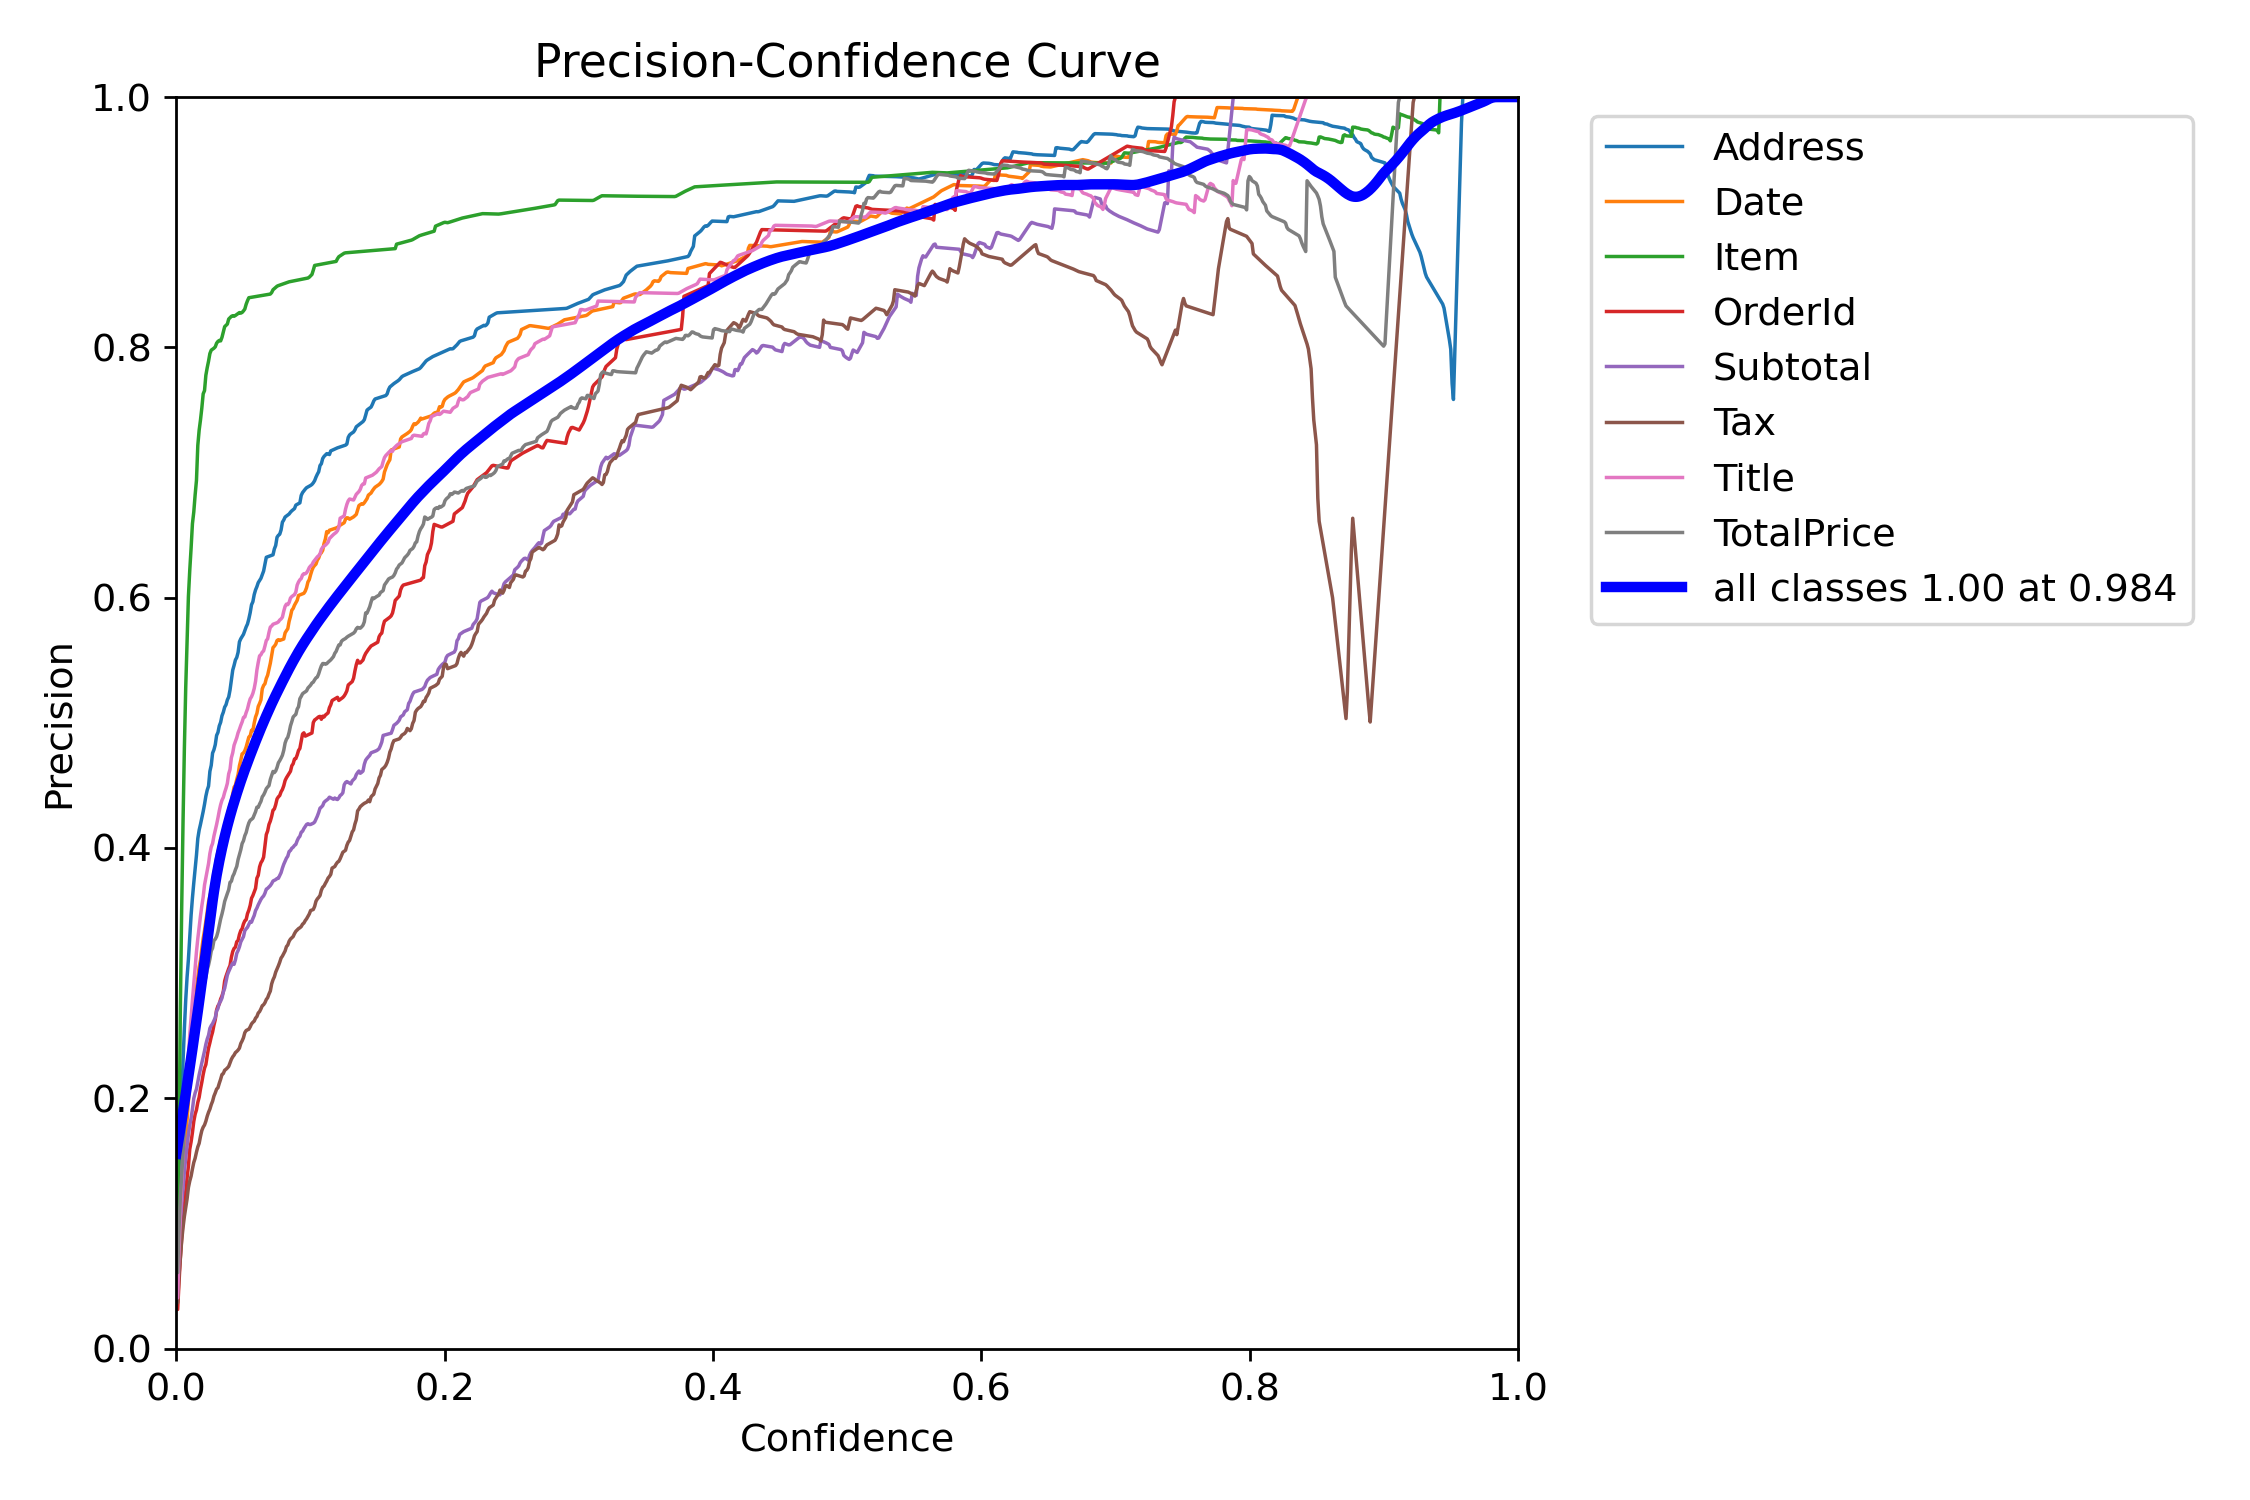 Precision-Confidence Curve
1.0
0.8
0.6
0.4
0.2
0.0
Precision
0.0 0.2 0.4 0.6 0.8 1.0
Confidence
Address
Date
Item
OrderId
Subtotal
Tax
Title
TotalPrice
all classes 1.00 at 0.984